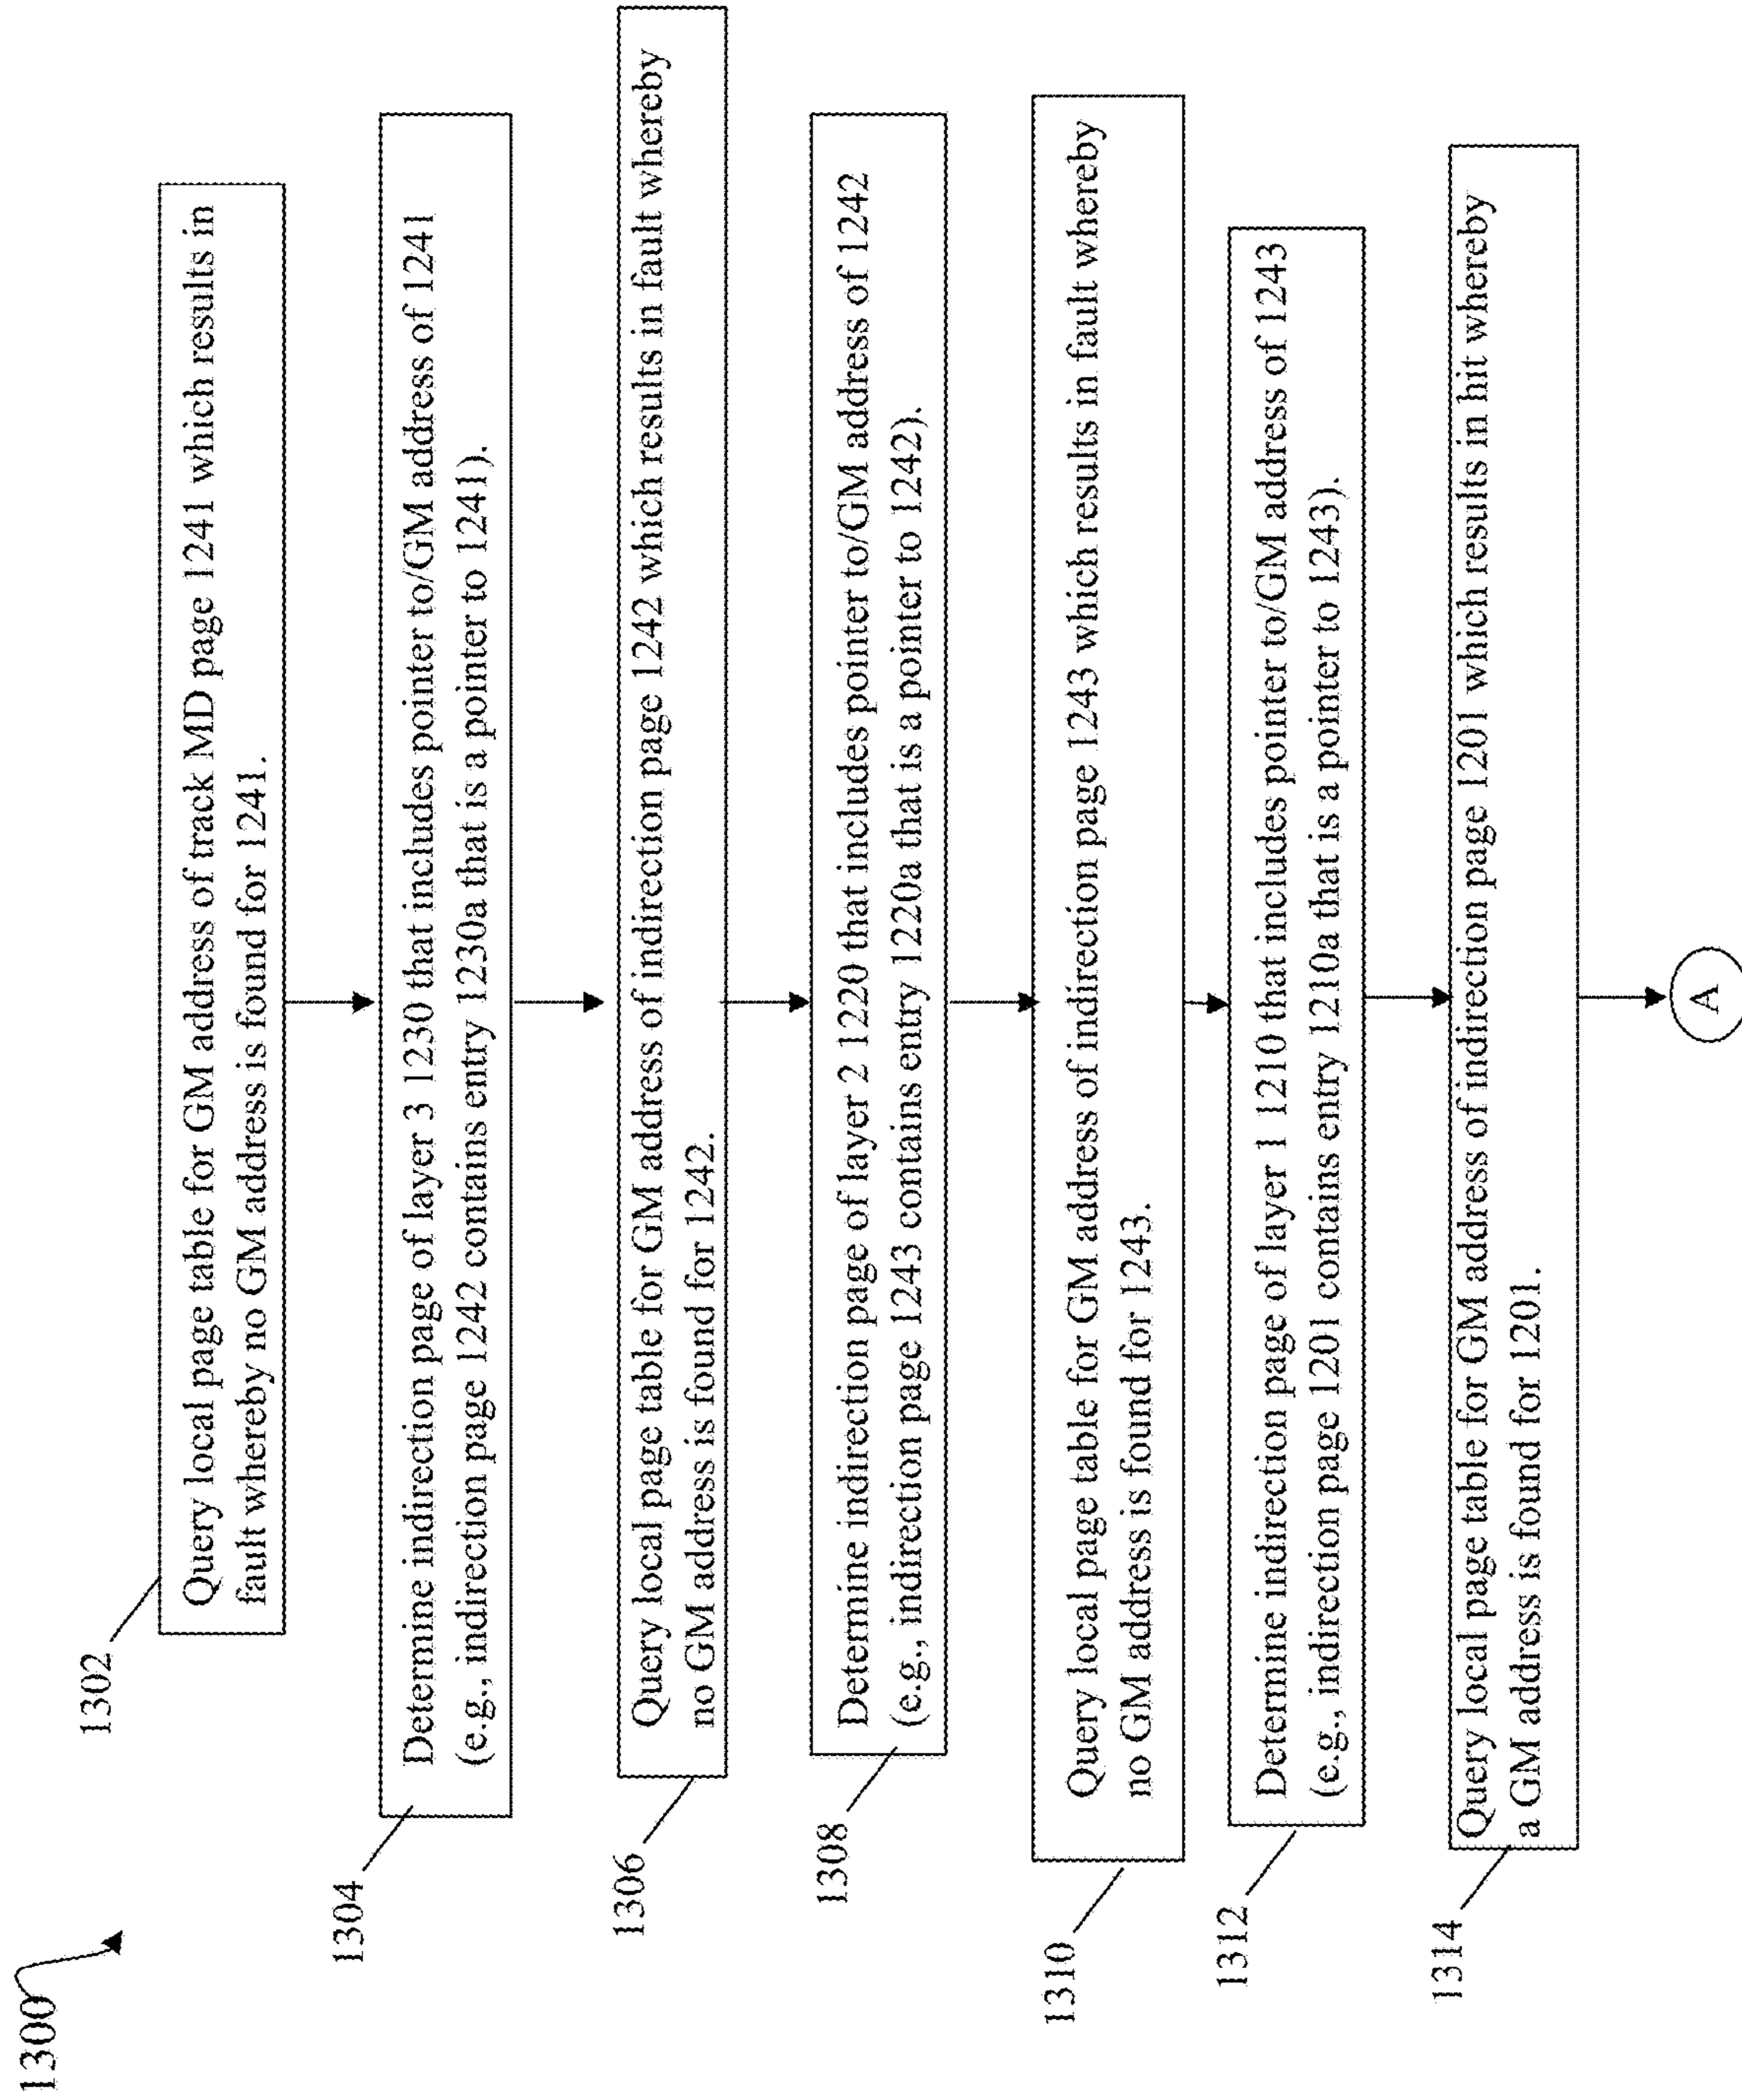 1300
1302
Query local page table for GM address of track MD page 1241 which results in
fault whereby no GM address is found for 1241.
1304
Determine indirection page of layer 3 1230 that includes pointer to/GM address of 1241
(e.g., indirection page 1242 contains entry 1230a that is a pointer to 1241).
1306
Query local page table for GM address of indirection page 1242 which results in fault whereby
no GM address is found for 1242.
1308
Determine indirection page of layer 2 1220 that includes pointer to/GM address of 1242
(e.g., indirection page 1243 contains entry 1220a that is a pointer to 1242).
1310
Query local page table for GM address of indirection page 1243 which results in fault whereby
no GM address is found for 1243.
1312
Determine indirection page of layer 1 1210 that includes pointer to/GM address of 1243
(e.g., indirection page 1201 contains entry 1210a that is a pointer to 1243).
1314
Query local page table for GM address of indirection page 1201 which results in hit whereby
a GM address is found for 1201.
A